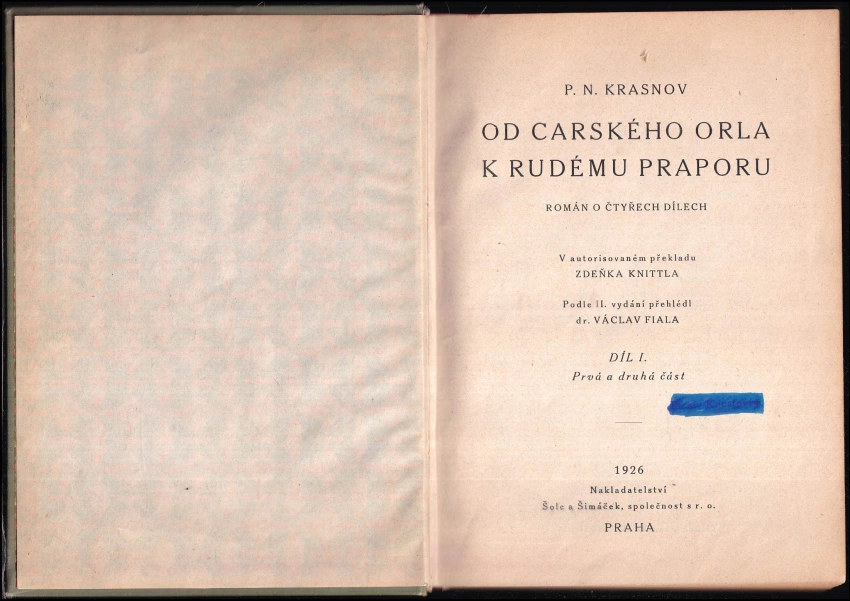 P. N. KRASNOV
OD CARSKÉHO ORLA
K RUDÉMU PRAPORU
ROMÁN O ČTYŘECH DÍLECH
V autorisovaném překladu
ZDEŇKA KNITTLA
Podle II. vydání přehlédl
dr. VÁCLAV FIALA
DÍL I.
Prvá a druhá část
1926
Nakladatelství
Šolc a Šimáček, společnost s r. o.
PRAHA